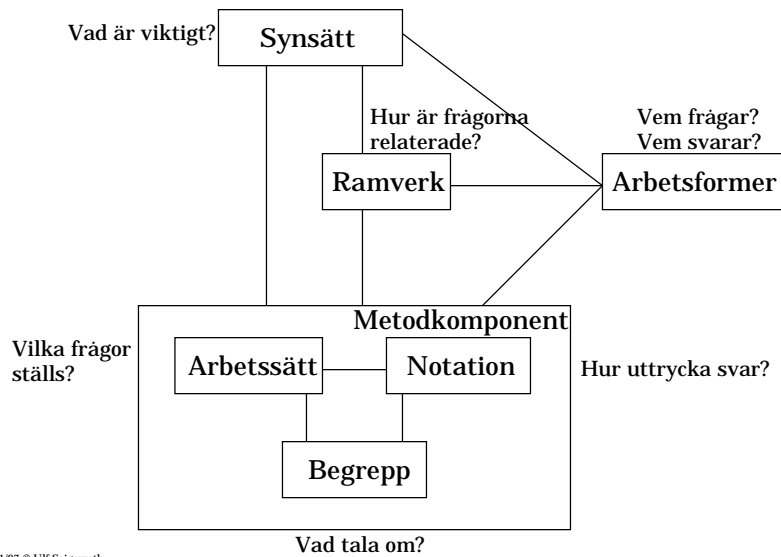 Vad är viktigt?
Synsätt
Hur är frågorna
relaterade?
Vem frågar?
Vem svarar?
Ramverk
Arbetsformer
Metodkomponent
Vilka frågor
ställs?
Arbetssätt
Notation
Hur uttrycka svar?
Begrepp
Vad tala om?